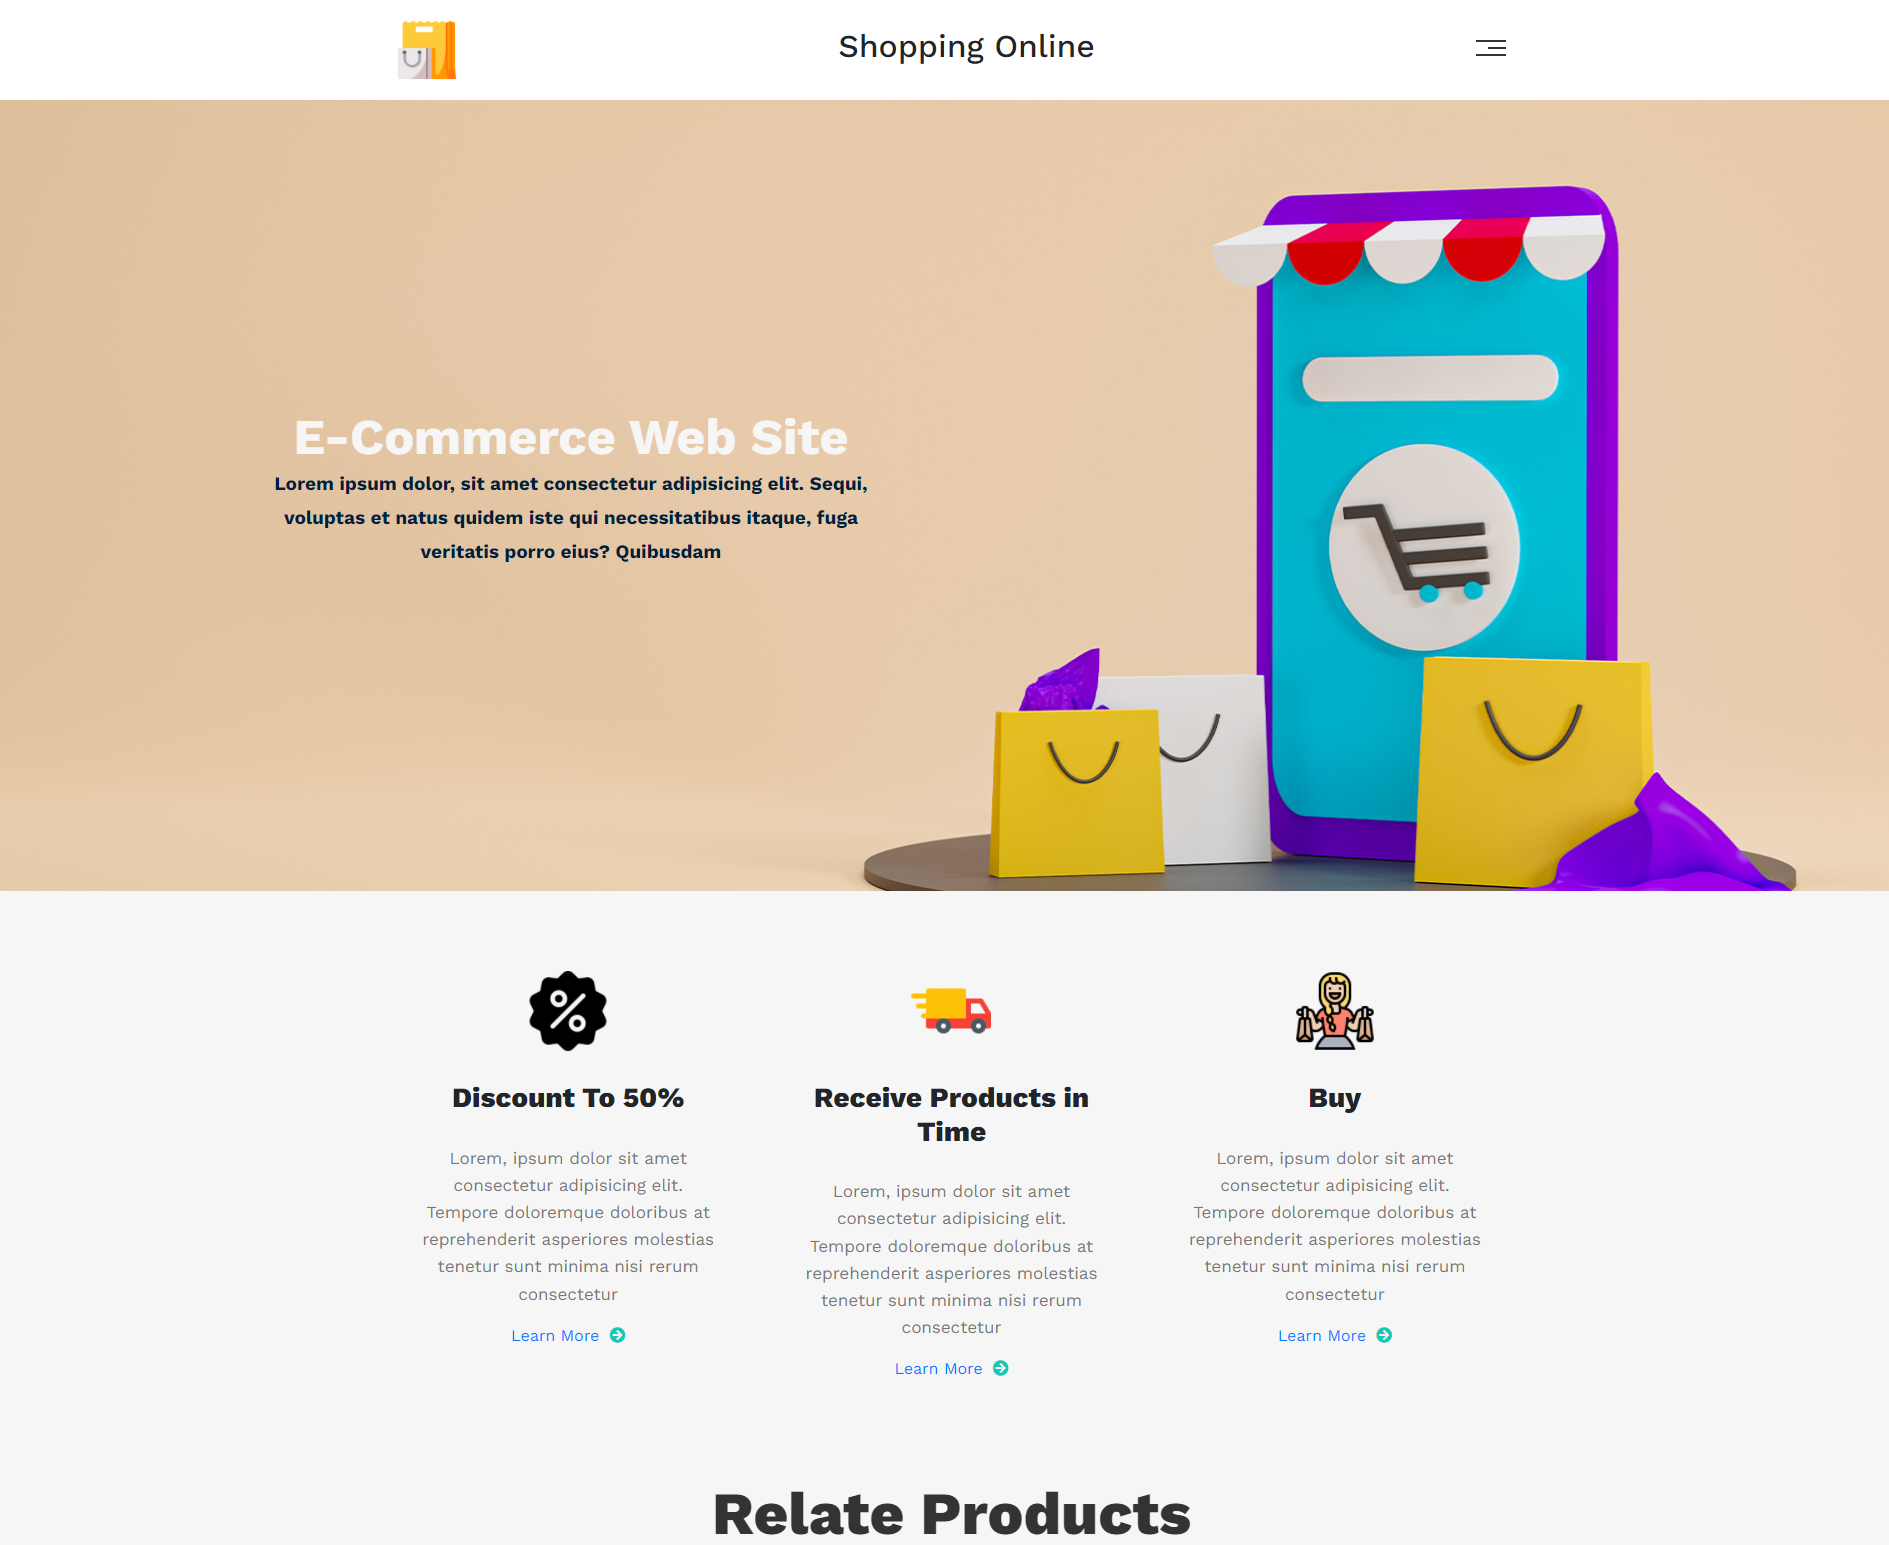 Shopping Online
E-Commerce Web Site
Lorem ipsum dolor, sit amet consectetur adipisicing elit. Sequi,
voluptas et natus quidem iste qui necessitatibus itaque, fuga
veritatis porro eius? Quibusdam
Discount To 50%
Lorem, ipsum dolor sit amet
consectetur adipisicing elit.
Tempore doloremque doloribus at
reprehenderit asperiores molestias
tenetur sunt minima nisi rerum
consectetur
Learn More
Receive Products in
Time
Lorem, ipsum dolor sit amet
consectetur adipisicing elit.
Tempore doloremque doloribus at
reprehenderit asperiores molestias
tenetur sunt minima nisi rerum
consectetur
Learn More
Buy
Lorem, ipsum dolor sit amet
consectetur adipisicing elit.
Tempore doloremque doloribus at
reprehenderit asperiores molestias
tenetur sunt minima nisi rerum
consectetur
Learn More
Relate Products